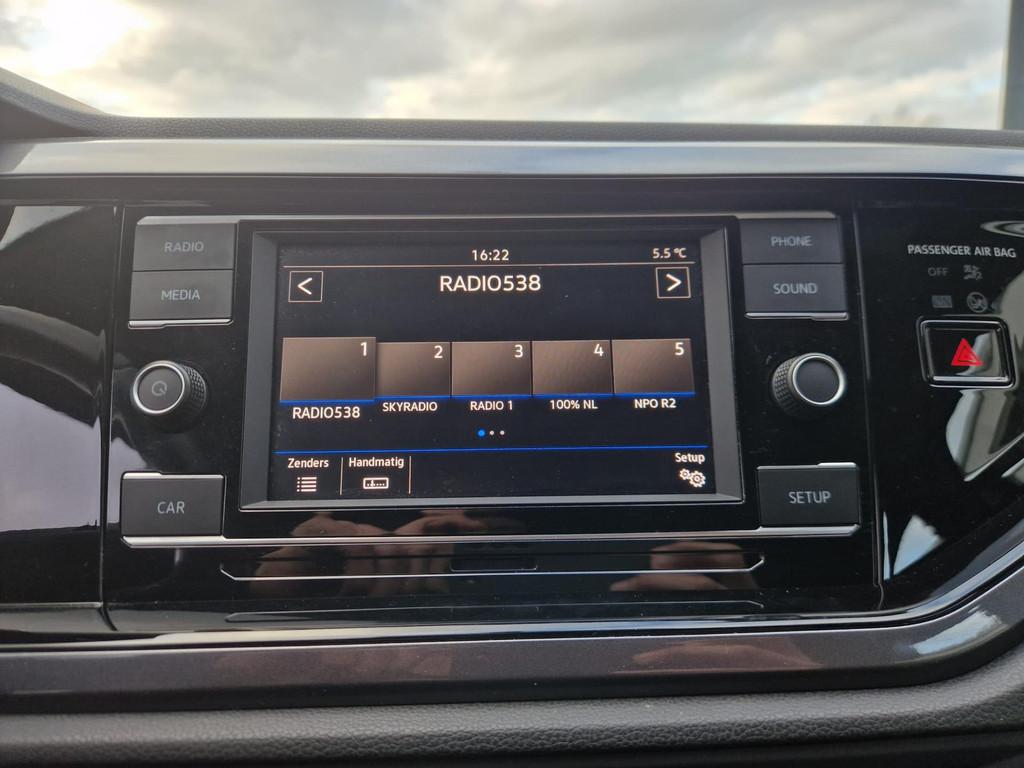 RADIO
MEDIA
CAR
16:22
5.5 °C
<
RADIO538
>
1
2
3
4
5
RADIO538
SKYRADIO
RADIO 1
100% NL
NPO R2
Zenders
Handmatig
Setup
PHONE
SOUND
SETUP
PASSENGER AIR BAG
OFF